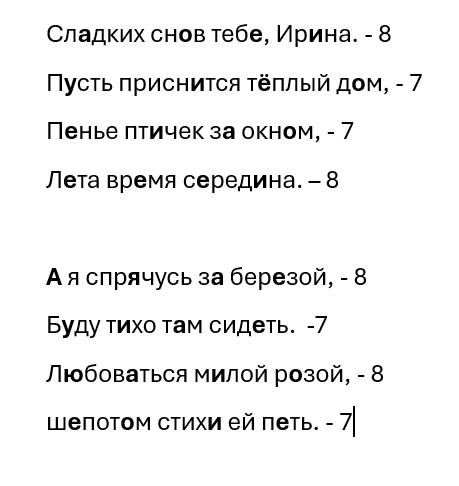 Сладких снов тебе, Ирина. - 8
Пусть приснится тёплый дом, - 7
Пенье птичек за окном, - 7
Лета время середина. – 8
А я спрячусь за березой, - 8
Буду тихо там сидеть.  -7
Любоваться милой розой, - 8
шепотом стихи ей петь. - 7